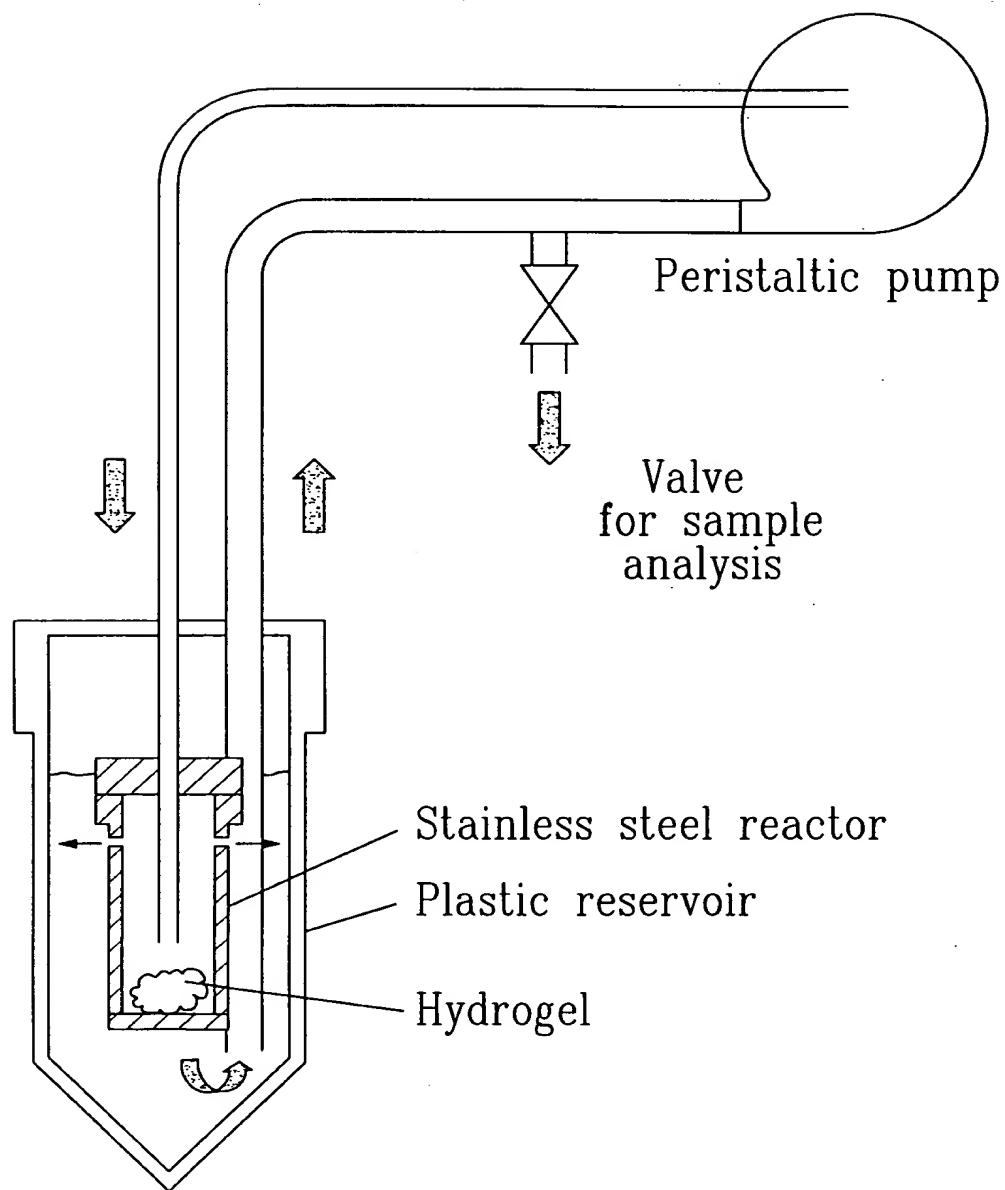 Peristaltic pump
Valve
for sample
analysis
Stainless steel reactor
Plastic reservoir
Hydrogel